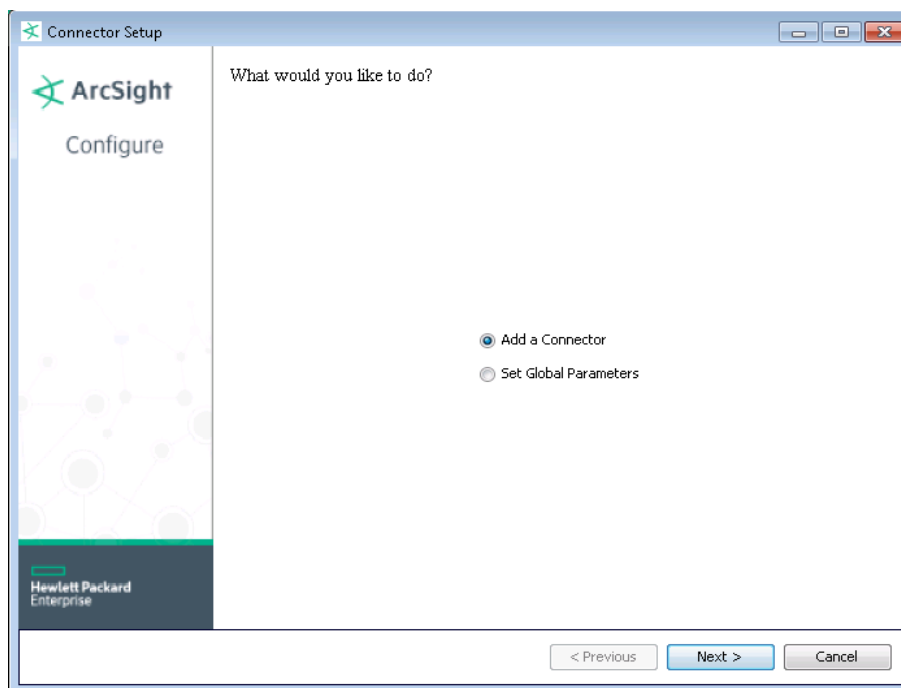 Connector Setup
ArcSight
Configure
What would you like to do?
Add a Connector
Set Global Parameters
Hewlett Packard
Enterprise
< Previous
Next >
Cancel